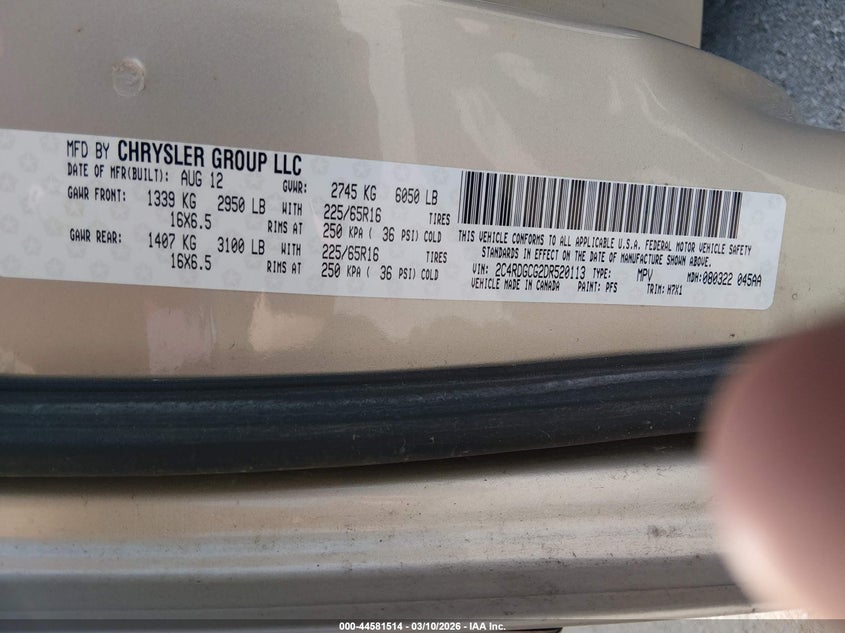 MFD BY CHRYSLER GROUP LLC
DATE OF MFR(BUILT): AUG 12 GVWR: 2745 KG 6050 LB
GAWR FRONT: 1339 KG 2950 LB WITH 225/65R16 TIRES
16X6.5 RIMS AT 250 KPA ( 36 PSI) COLD
GAWR REAR: 1407 KG 3100 LB WITH 225/65R16 TIRES
16X6.5 RIMS AT 250 KPA ( 36 PSI) COLD
THIS VEHICLE CONFORMS TO ALL APPLICABLE U.S.A. FEDERAL MOTOR VEHICLE SAFETY
STANDARDS IN EFFECT ON THE DATE OF MANUFACTURE SHOWN ABOVE.
VIN: 2C4RDGCG2DR520113 TYPE: MPV MDH: 080322 045AA
VEHICLE MADE IN CANADA PAINT: PFS TRIM: H7X1
000-44581514 — 03/10/2026 — IAA Inc.